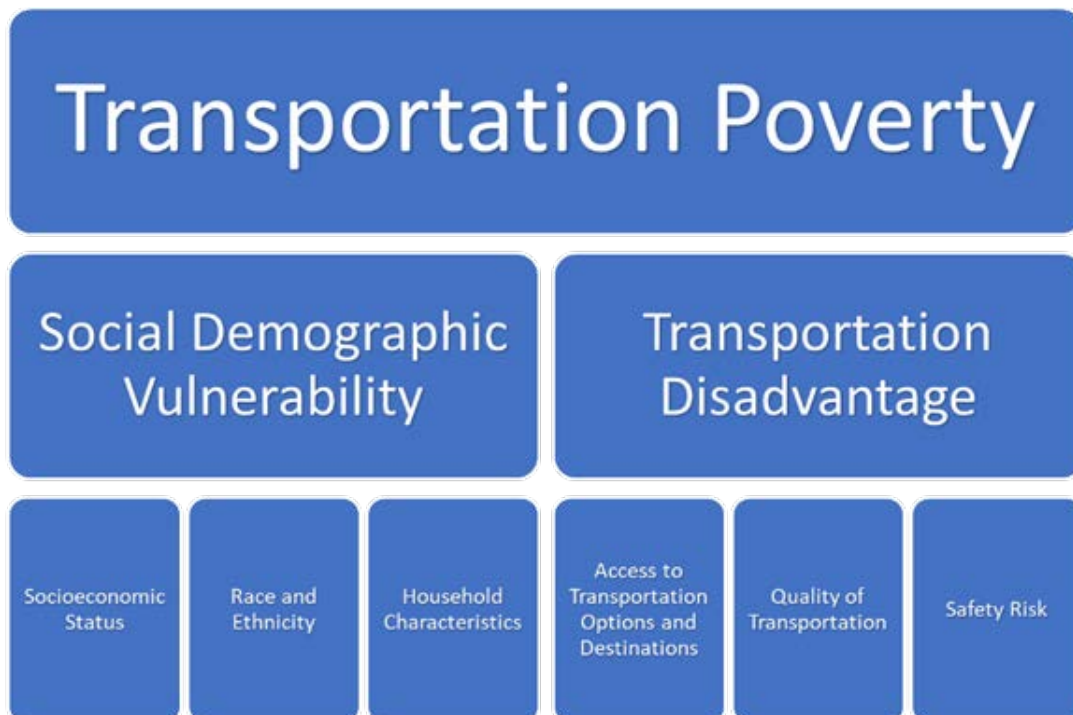 Transportation Poverty
Social Demographic
Vulnerability
Transportation
Disadvantage
Socioeconomic
Status
Race and
Ethnicity
Household
Characteristics
Access to
Transportation
Options and
Destinations
Quality of
Transportation
Safety Risk